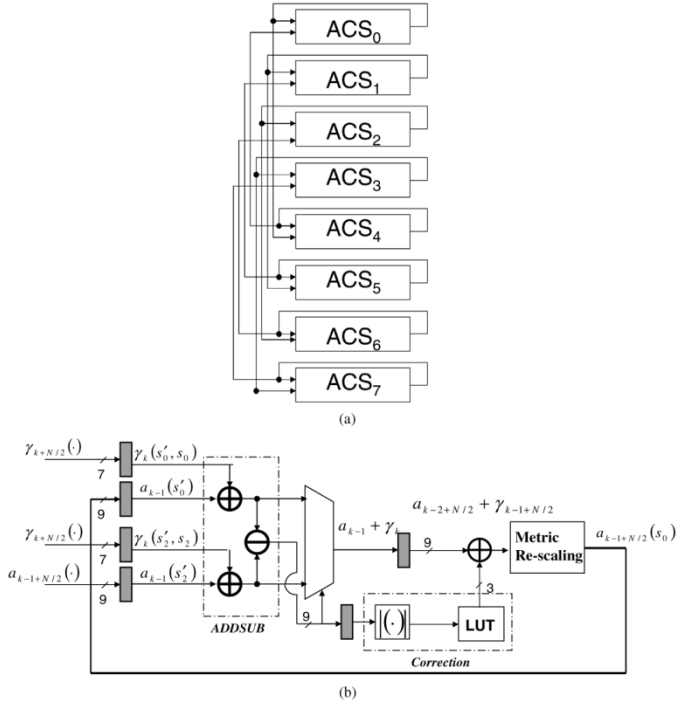 ACS₀
ACS₁
ACS₂
ACS₃
ACS₄
ACS₅
ACS₆
ACS₇
(a)
γₖ₊N/₂(·)
7
γₖ(s′₀, s₀)
9
aₖ₋₁(s′₀)
γₖ₊N/₂(·)
7
γₖ(s′₂, s₂)
aₖ₋₁₊N/₂(·)
9
aₖ₋₁(s′₂)
ADDSUB
9
aₖ₋₁ + γₖ
9
aₖ₋₂₊N/₂ + γₖ₋₁₊N/₂
Metric
Re-scaling
aₖ₋₁₊N/₂(s₀)
3
|(·)|
LUT
Correction
(b)